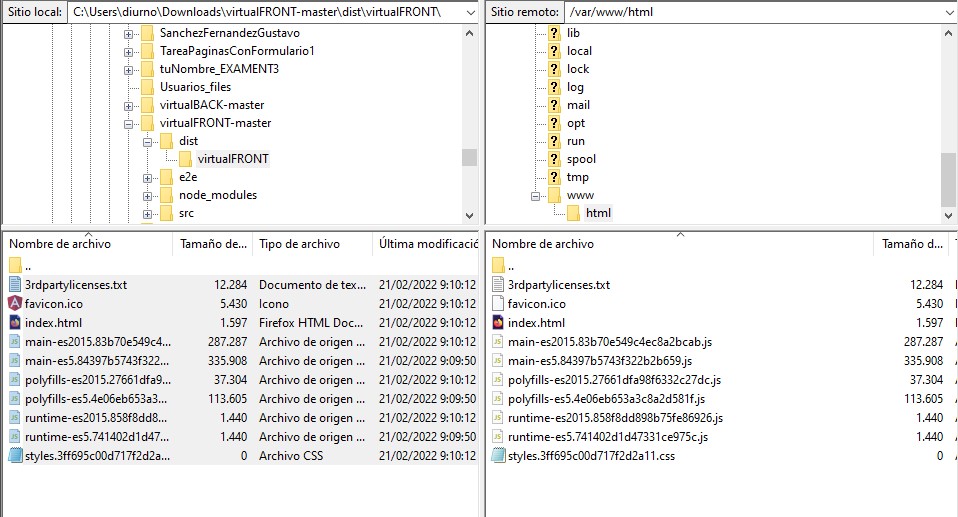 Sitio local: C:\Users\diurno\Downloads\virtualFRONT-master\dist\virtualFRONT\
SanchezFernandezGustavo
TareaPaginasConFormulario1
tuNombre_EXAMENT3
Usuarios_files
virtualBACK-master
virtualFRONT-master
dist
virtualFRONT
e2e
node_modules
src
Nombre de archivo Tamaño de... Tipo de archivo Última modificació
..
3rdpartylicenses.txt 12.284 Documento de tex... 21/02/2022 9:10:12
favicon.ico 5.430 Icono 21/02/2022 9:10:12
index.html 1.597 Firefox HTML Doc... 21/02/2022 9:10:12
main-es2015.83b70e549c4... 287.287 Archivo de origen ... 21/02/2022 9:10:12
main-es5.84397b5743f322... 335.908 Archivo de origen ... 21/02/2022 9:09:50
polyfills-es2015.27661dfa9... 37.304 Archivo de origen ... 21/02/2022 9:10:12
polyfills-es5.4e06eb653a3... 113.605 Archivo de origen ... 21/02/2022 9:09:50
runtime-es2015.858f8dd8... 1.440 Archivo de origen ... 21/02/2022 9:10:12
runtime-es5.741402d1d47... 1.440 Archivo de origen ... 21/02/2022 9:09:50
styles.3ff695c00d717f2d2a... 0 Archivo CSS 21/02/2022 9:10:12
Sitio remoto: /var/www/html
lib
local
lock
log
mail
opt
run
spool
tmp
www
html
Nombre de archivo Tamaño d...
..
3rdpartylicenses.txt 12.284
favicon.ico 5.430
index.html 1.597
main-es2015.83b70e549c4ec8a2bcab.js 287.287
main-es5.84397b5743f322b2b659.js 335.908
polyfills-es2015.27661dfa98f6332c27dc.js 37.304
polyfills-es5.4e06eb653a3c8a2d581f.js 113.605
runtime-es2015.858f8dd898b75fe86926.js 1.440
runtime-es5.741402d1d47331ce975c.js 1.440
styles.3ff695c00d717f2d2a11.css 0